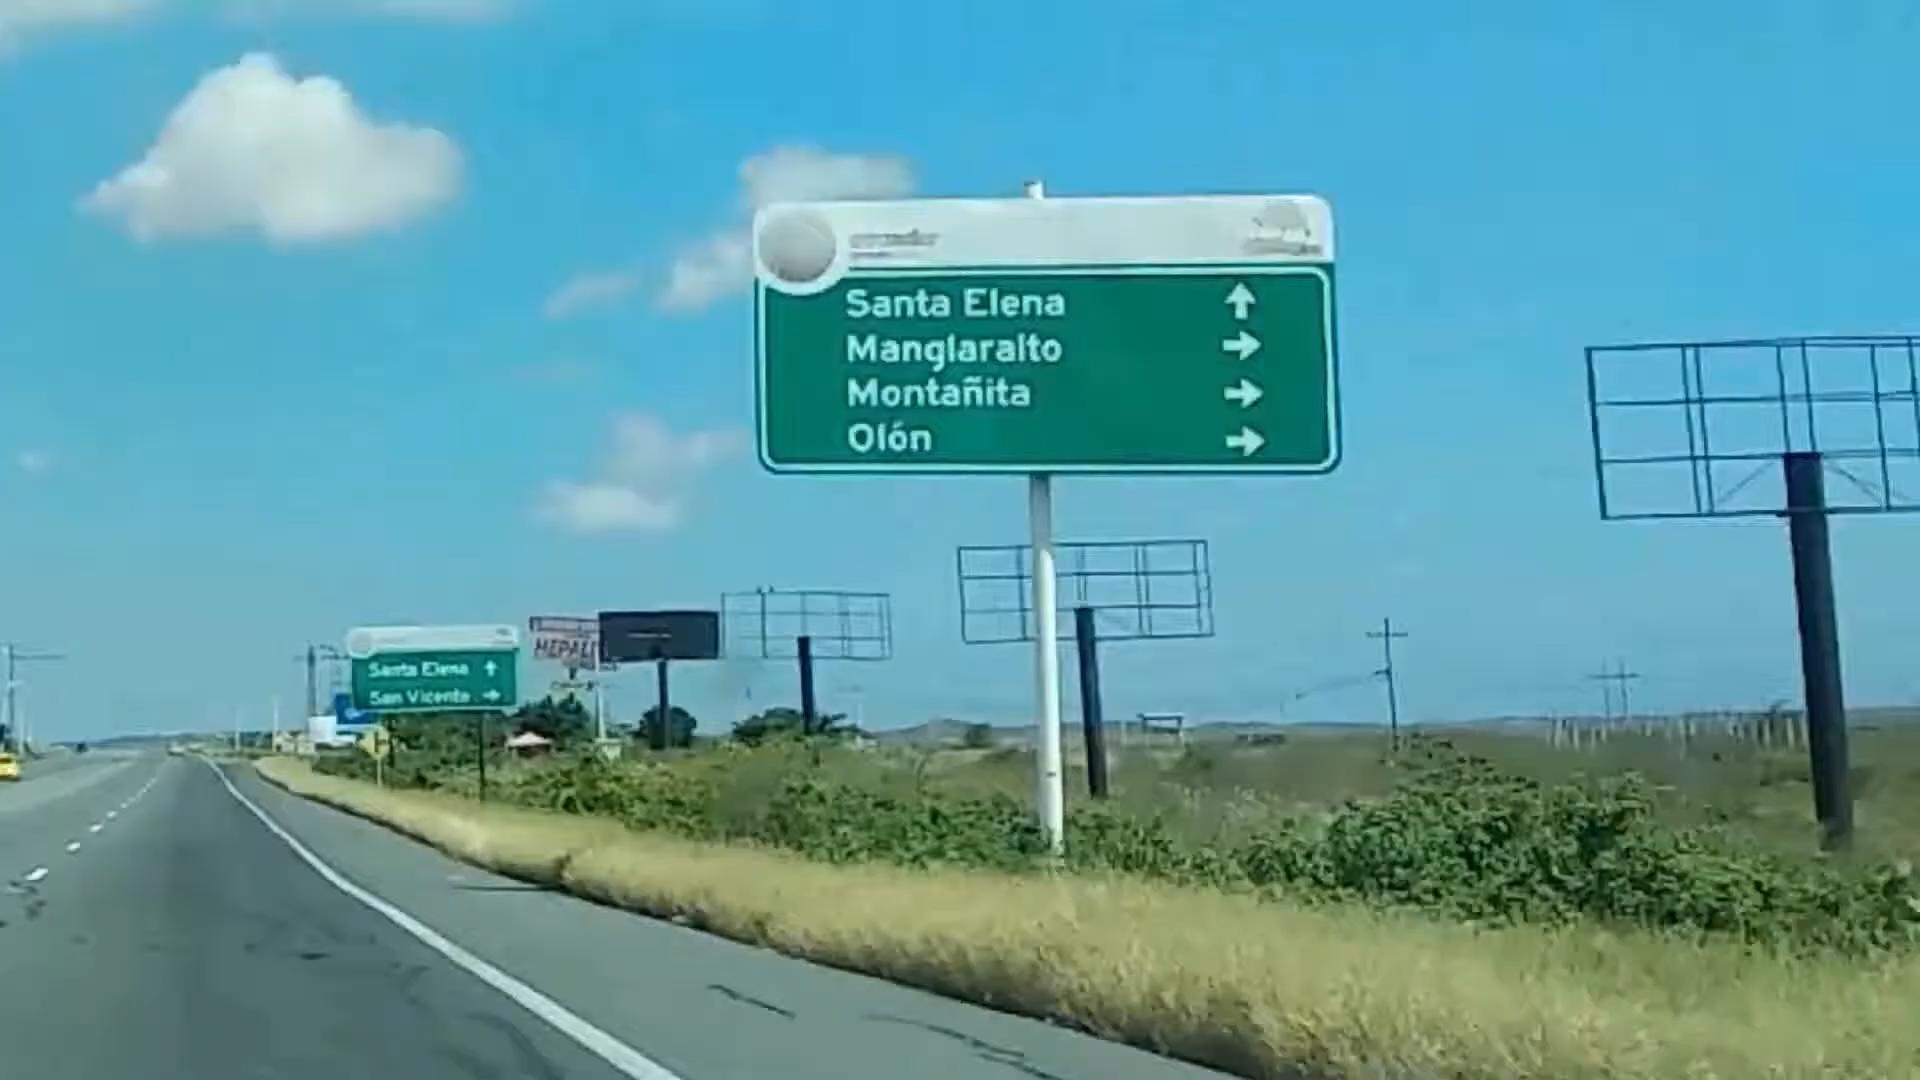 Santa Elena ↑
Manglaralto →
Montañita →
Olón →
Santa Elena ↑
San Vicente →